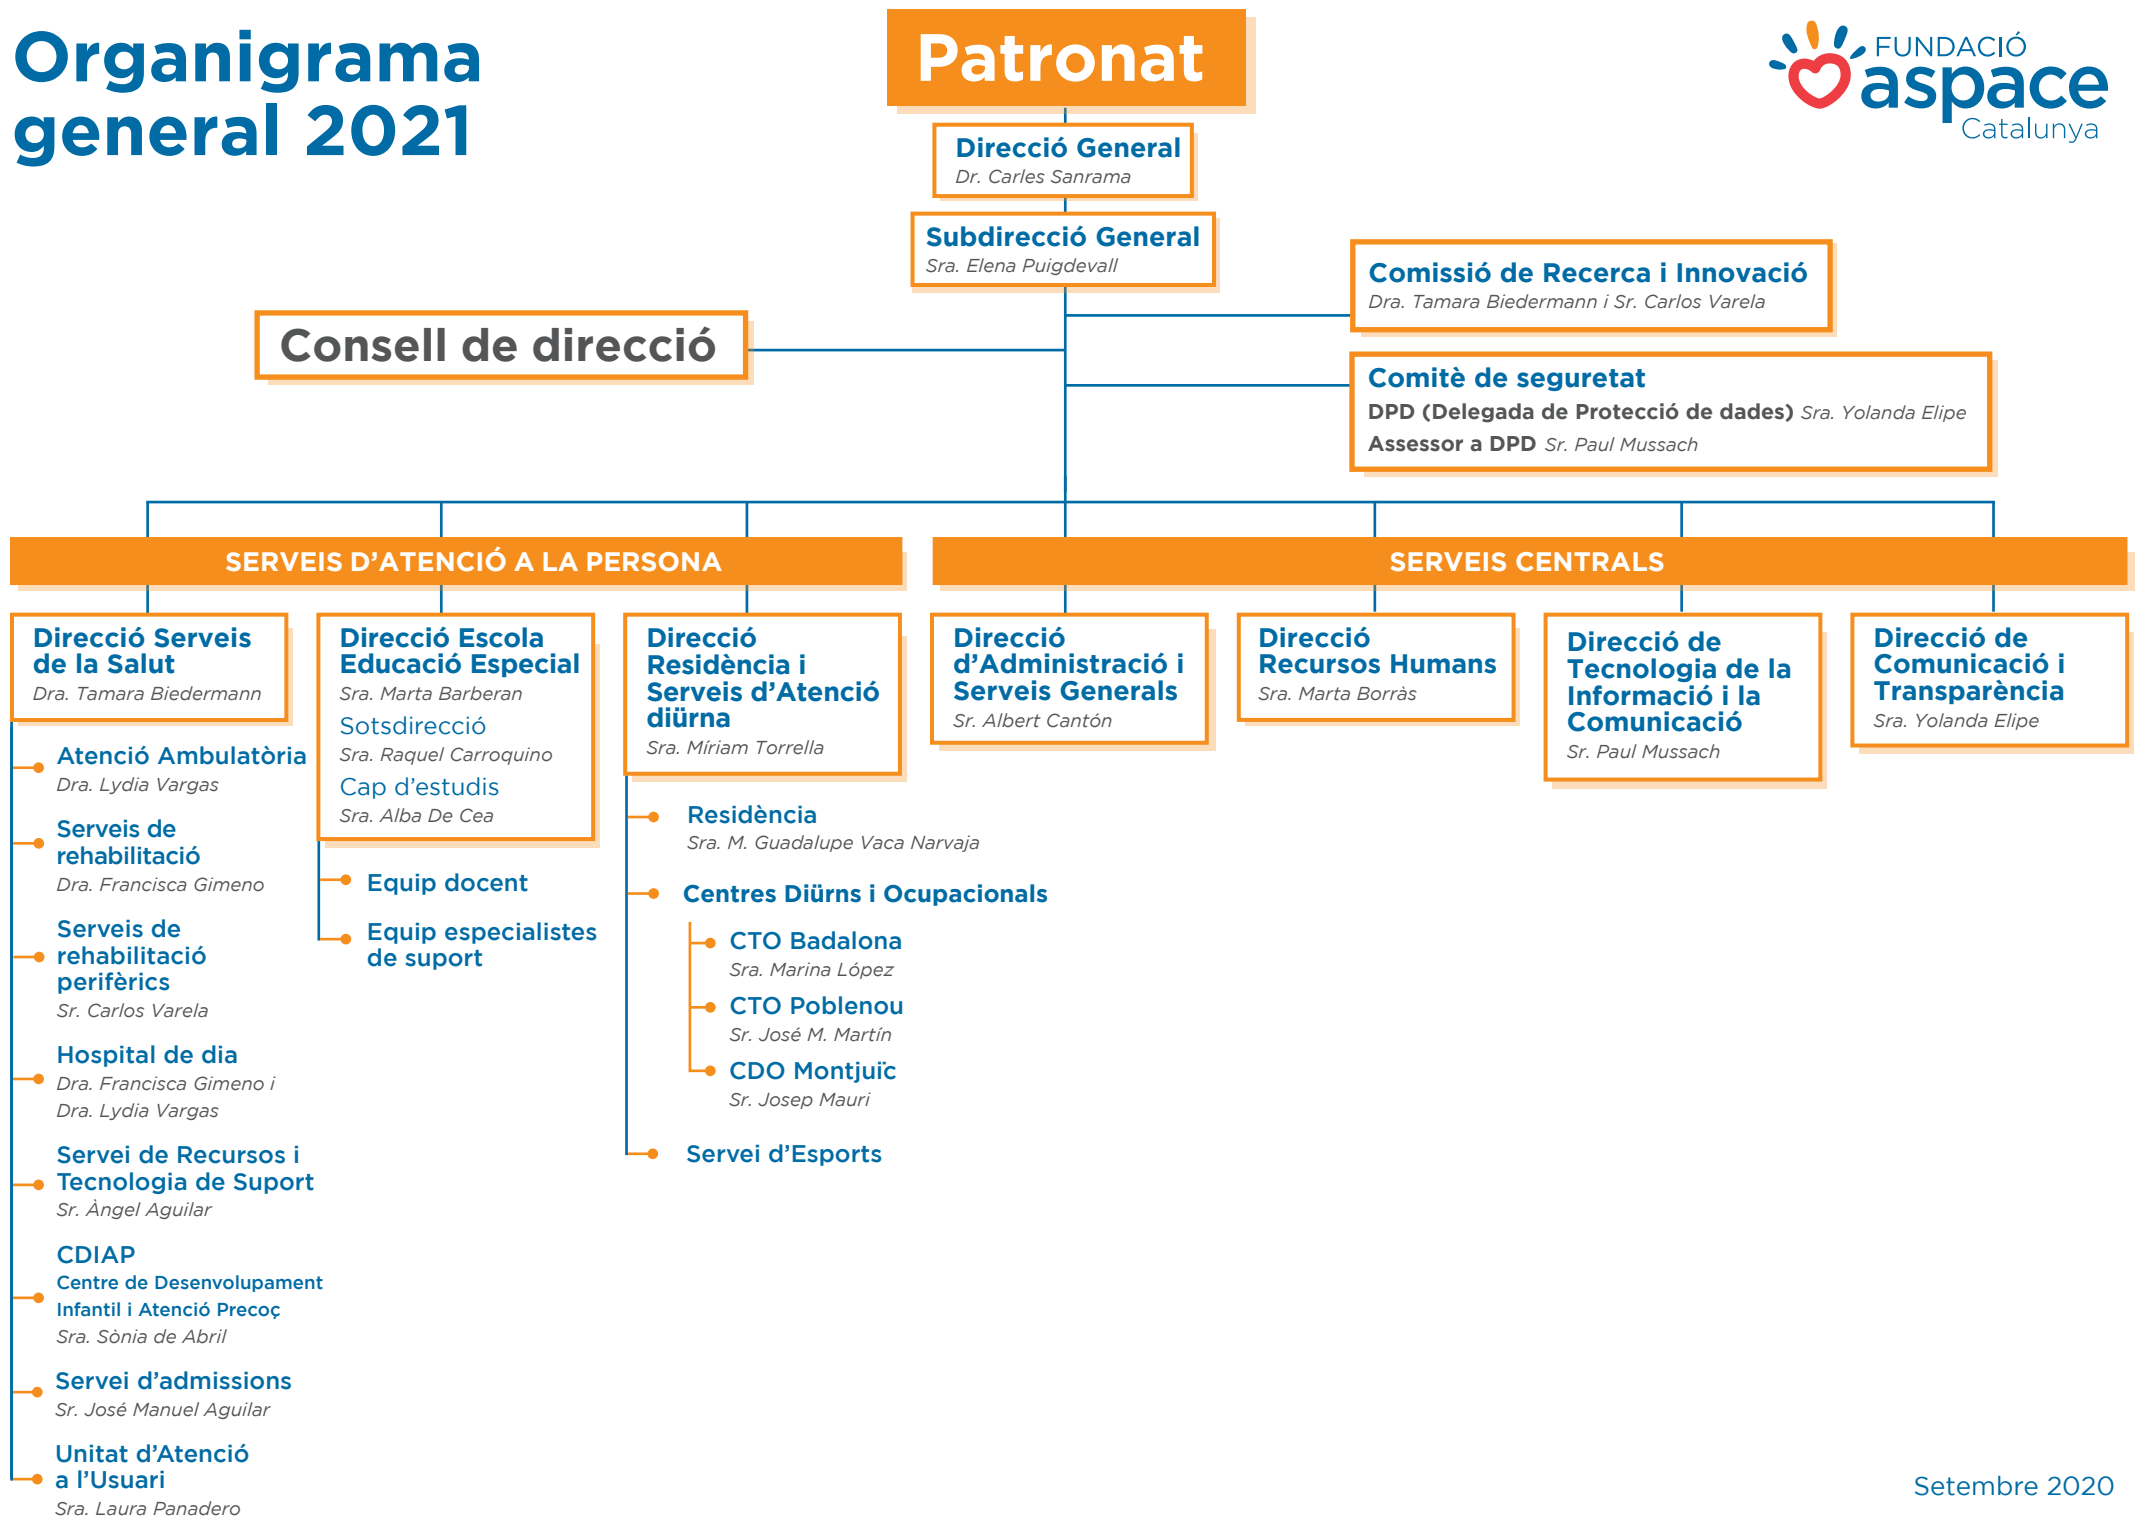 Organigrama
general 2021
Patronat
FUNDACIÓ
aspace
Catalunya
Direcció General
Dr. Carles Sanrama
Subdirecció General
Sra. Elena Puigdevall
Comissió de Recerca i Innovació
Dra. Tamara Biedermann i Sr. Carlos Varela
Consell de direcció
Comitè de seguretat
DPD (Delegada de Protecció de dades) Sra. Yolanda Elipe
Assessor a DPD Sr. Paul Mussach
SERVEIS D’ATENCIÓ A LA PERSONA
SERVEIS CENTRALS
Direcció Serveis
de la Salut
Dra. Tamara Biedermann
Atenció Ambulatòria
Dra. Lydia Vargas
Serveis de
rehabilitació
Dra. Francisca Gimeno
Serveis de
rehabilitació
perifèrics
Sr. Carlos Varela
Hospital de dia
Dra. Francisca Gimeno i
Dra. Lydia Vargas
Servei de Recursos i
Tecnologia de Suport
Sr. Àngel Aguilar
CDIAP
Centre de Desenvolupament
Infantil i Atenció Precoç
Sra. Sònia de Abril
Servei d’admissions
Sr. José Manuel Aguilar
Unitat d’Atenció
a l’Usuari
Sra. Laura Panadero
Direcció Escola
Educació Especial
Sra. Marta Barberan
Sotsdirecció
Sra. Raquel Carroquino
Cap d’estudis
Sra. Alba De Cea
Equip docent
Equip especialistes
de suport
Direcció
Residència i
Serveis d’Atenció
diürna
Sra. Míriam Torrella
Residència
Sra. M. Guadalupe Vaca Narvaja
Centres Diürns i Ocupacionals
CTO Badalona
Sra. Marina López
CTO Poblenou
Sr. José M. Martín
CDO Montjuïc
Sr. Josep Mauri
Servei d’Esports
Direcció
d’Administració i
Serveis Generals
Sr. Albert Cantón
Direcció
Recursos Humans
Sra. Marta Borràs
Direcció de
Tecnologia de la
Informació i la
Comunicació
Sr. Paul Mussach
Direcció de
Comunicació i
Transparència
Sra. Yolanda Elipe
Setembre 2020